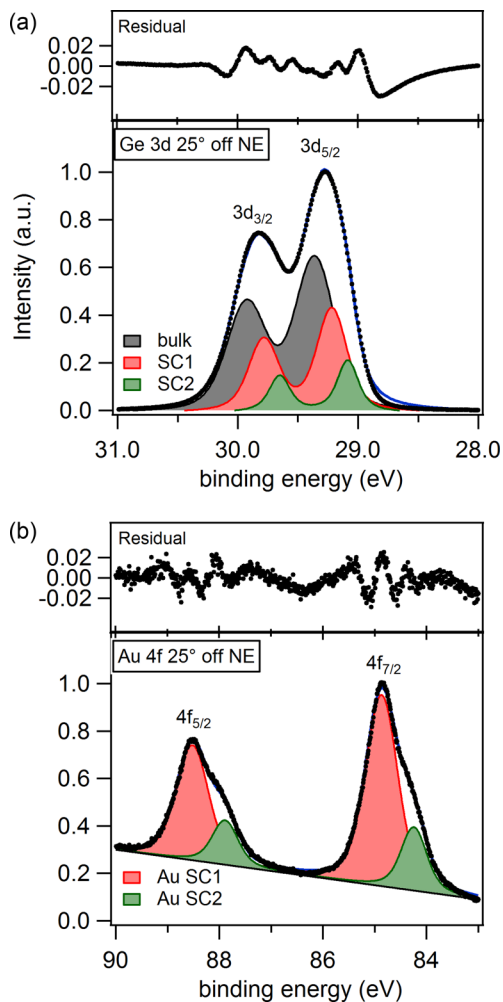 (a)
Residual
0.02
0.00
-0.02
Ge 3d 25° off NE
3d5/2
3d3/2
1.0
0.8
0.6
0.4
0.2
0.0
Intensity (a.u.)
bulk
SC1
SC2
31.0 30.0 29.0 28.0
binding energy (eV)
(b)
Residual
0.02
0.00
-0.02
Au 4f 25° off NE
4f7/2
4f5/2
1.0
0.8
0.6
0.4
0.2
0.0
Au SC1
Au SC2
90 88 86 84
binding energy (eV)